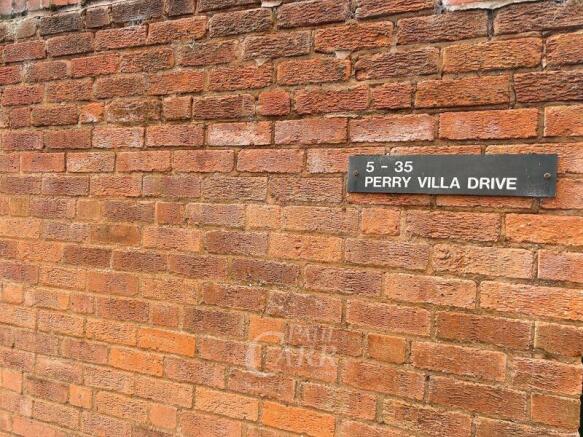 5 - 35
PERRY VILLA DRIVE
PAUL
CARR